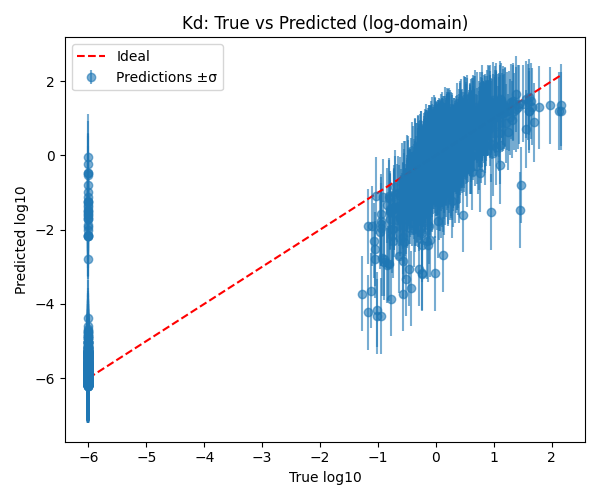 Kd: True vs Predicted (log-domain)
Ideal
Predictions ±σ
Predicted log10
2
0
−2
−4
−6
−6 −5 −4 −3 −2 −1 0 1 2
True log10